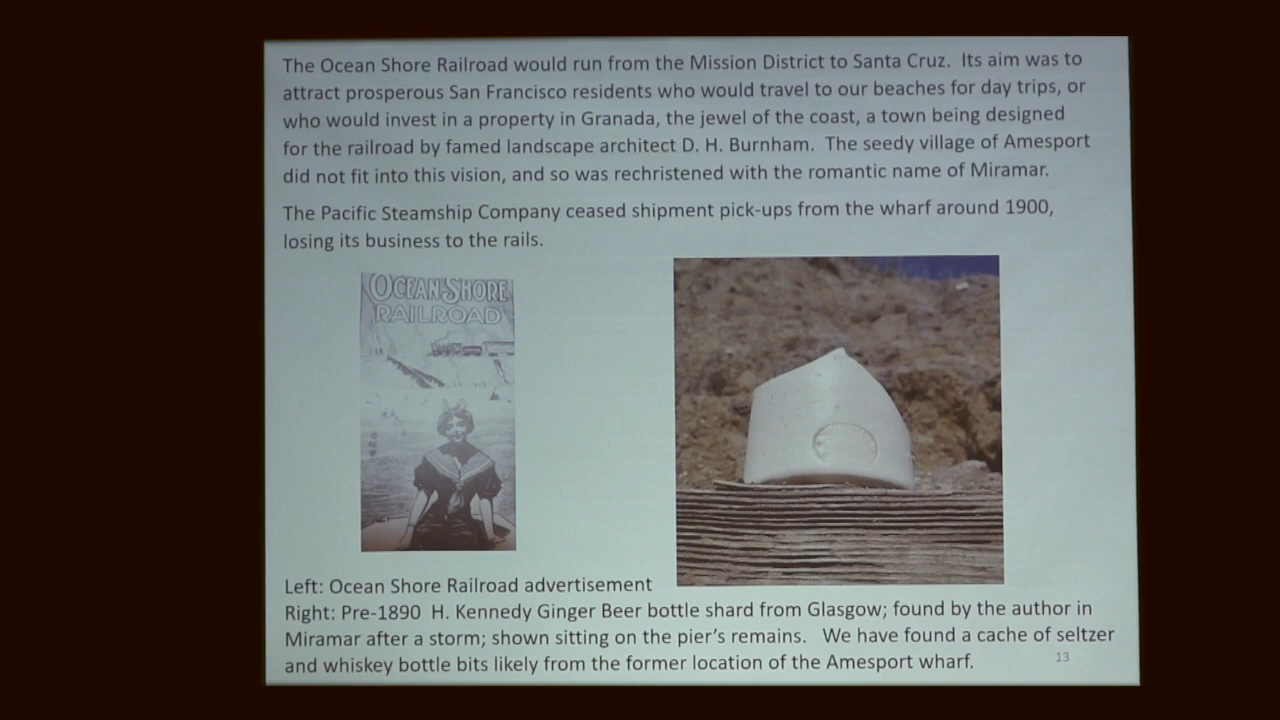 The Ocean Shore Railroad would run from the Mission District to Santa Cruz.  Its aim was to
attract prosperous San Francisco residents who would travel to our beaches for day trips, or
who would invest in a property in Granada, the jewel of the coast, a town being designed
for the railroad by famed landscape architect D. H. Burnham.  The seedy village of Amesport
did not fit into this vision, and so was rechristened with the romantic name of Miramar.
The Pacific Steamship Company ceased shipment pick-ups from the wharf around 1900,
losing its business to the rails.
OCEAN SHORE
RAILROAD
Left: Ocean Shore Railroad advertisement
Right: Pre-1890  H. Kennedy Ginger Beer bottle shard from Glasgow; found by the author in
Miramar after a storm; shown sitting on the pier's remains.   We have found a cache of seltzer
and whiskey bottle bits likely from the former location of the Amesport wharf.
13